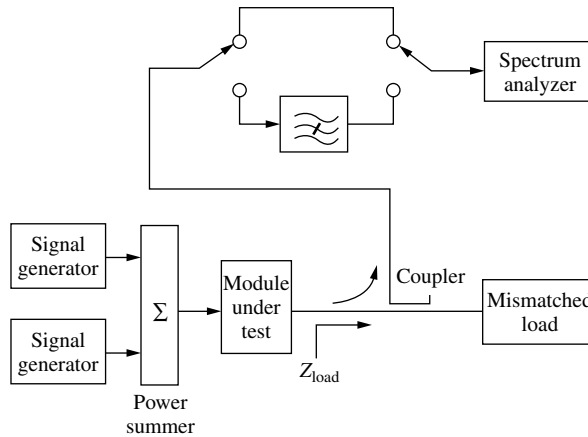 Spectrum
analyzer
Signal
generator
Signal
generator
Σ
Power
summer
Module
under
test
Coupler
Z_load
Mismatched
load